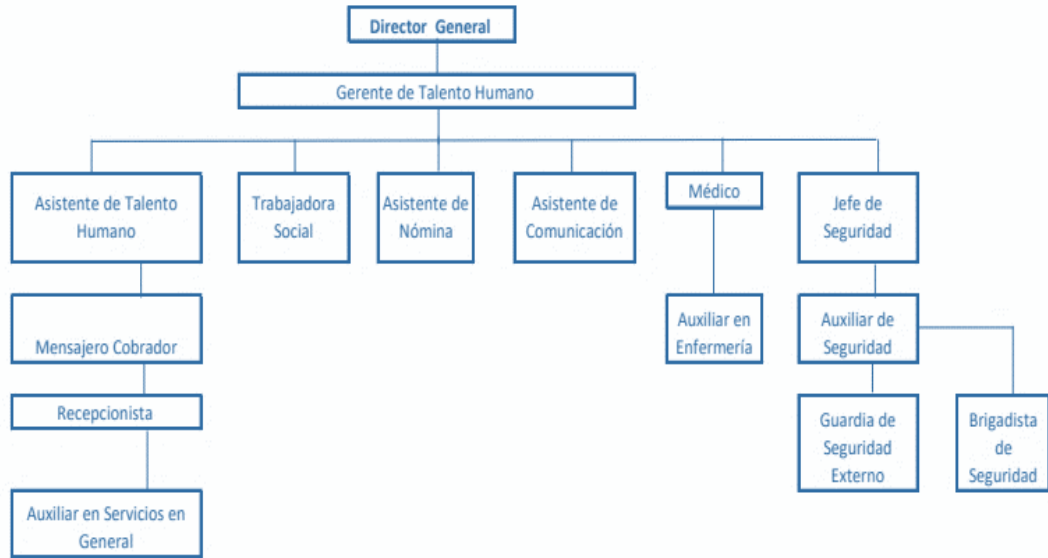 Director General
Gerente de Talento Humano
Asistente de Talento
Humano
Trabajadora
Social
Asistente de
Nómina
Asistente de
Comunicación
Médico
Jefe de
Seguridad
Mensajero Cobrador
Auxiliar en
Enfermería
Auxiliar de
Seguridad
Recepcionista
Guardia de
Seguridad
Externo
Brigadista
de
Seguridad
Auxiliar en Servicios en
General